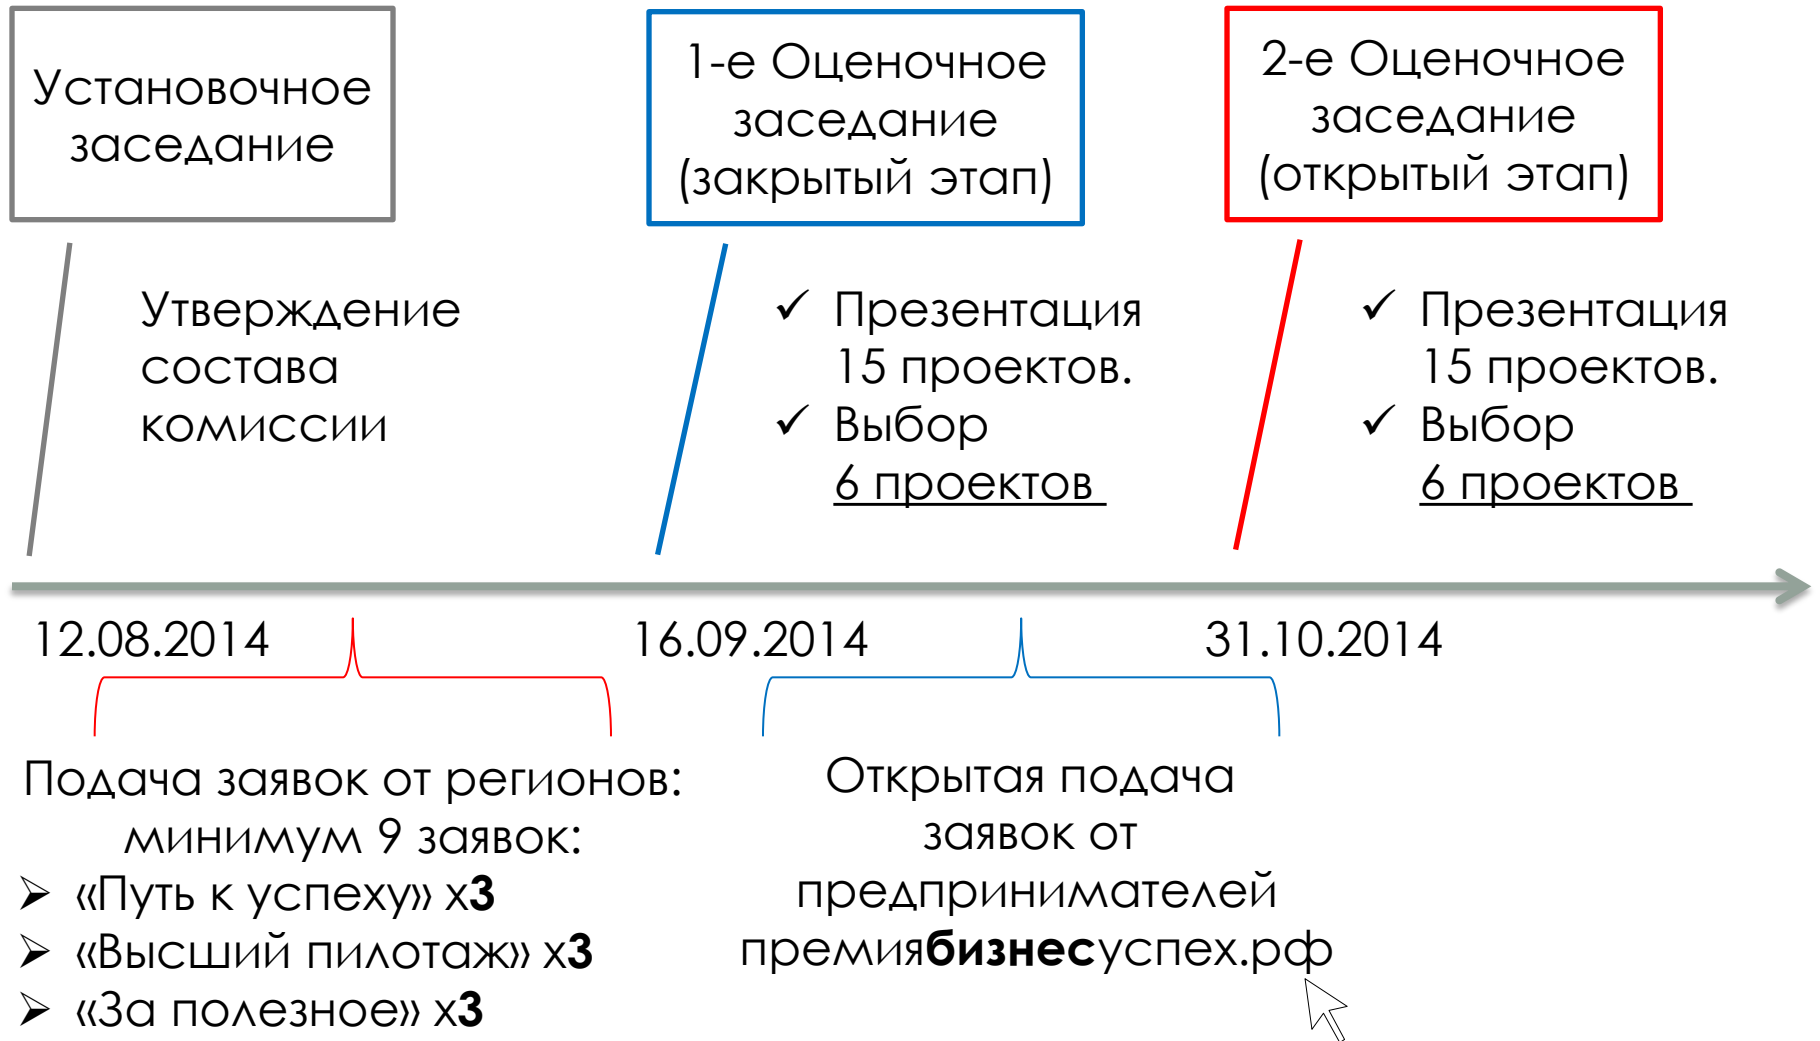 Установочное
заседание
1-е Оценочное
заседание
(закрытый этап)
2-е Оценочное
заседание
(открытый этап)
Утверждение
состава
комиссии
✓ Презентация
15 проектов.
✓ Выбор
6 проектов
✓ Презентация
15 проектов.
✓ Выбор
6 проектов
12.08.2014
16.09.2014
31.10.2014
Подача заявок от регионов:
минимум 9 заявок:
➢ «Путь к успеху» х3
➢ «Высший пилотаж» х3
➢ «За полезное» х3
Открытая подача
заявок от
предпринимателей
премиябизнесуспех.рф